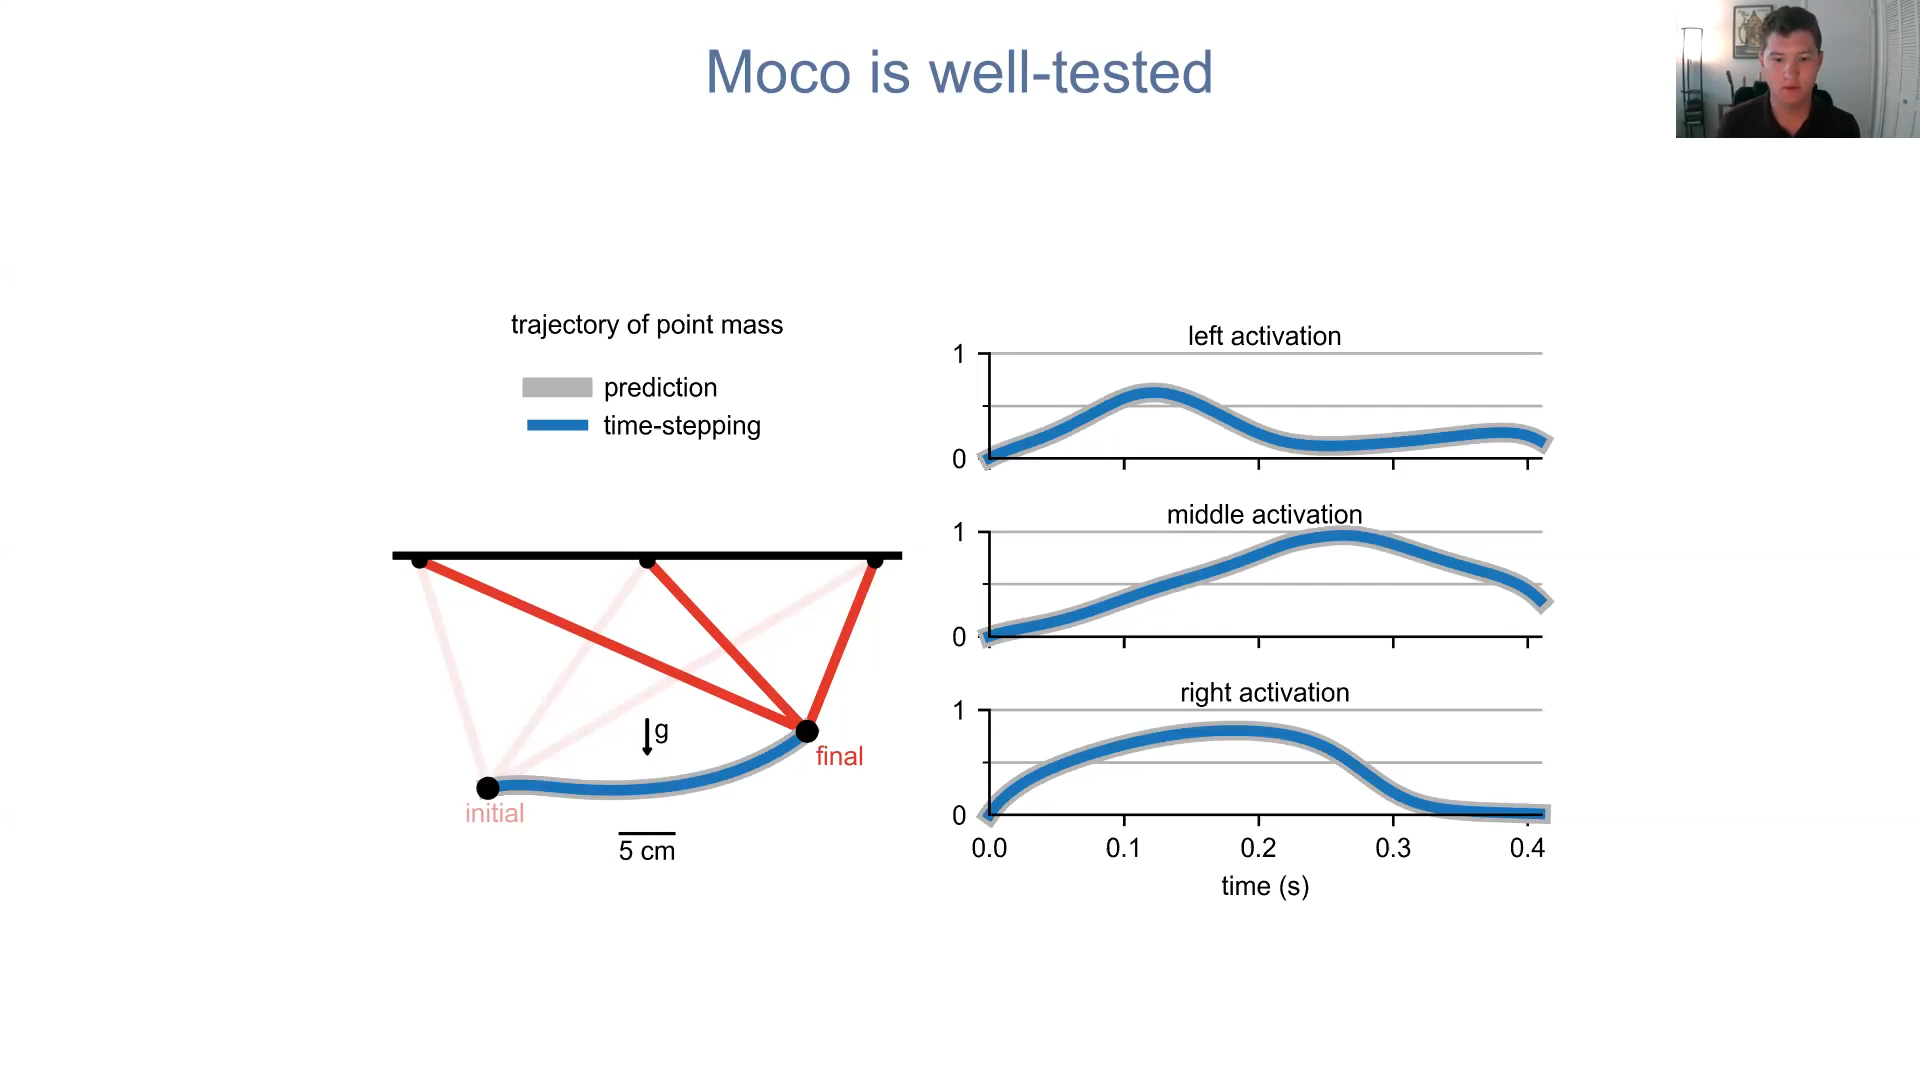 Moco is well-tested
trajectory of point mass
prediction
time-stepping
g
final
initial
5 cm
left activation
1
0
middle activation
1
0
right activation
1
0
0.0 0.1 0.2 0.3 0.4
time (s)